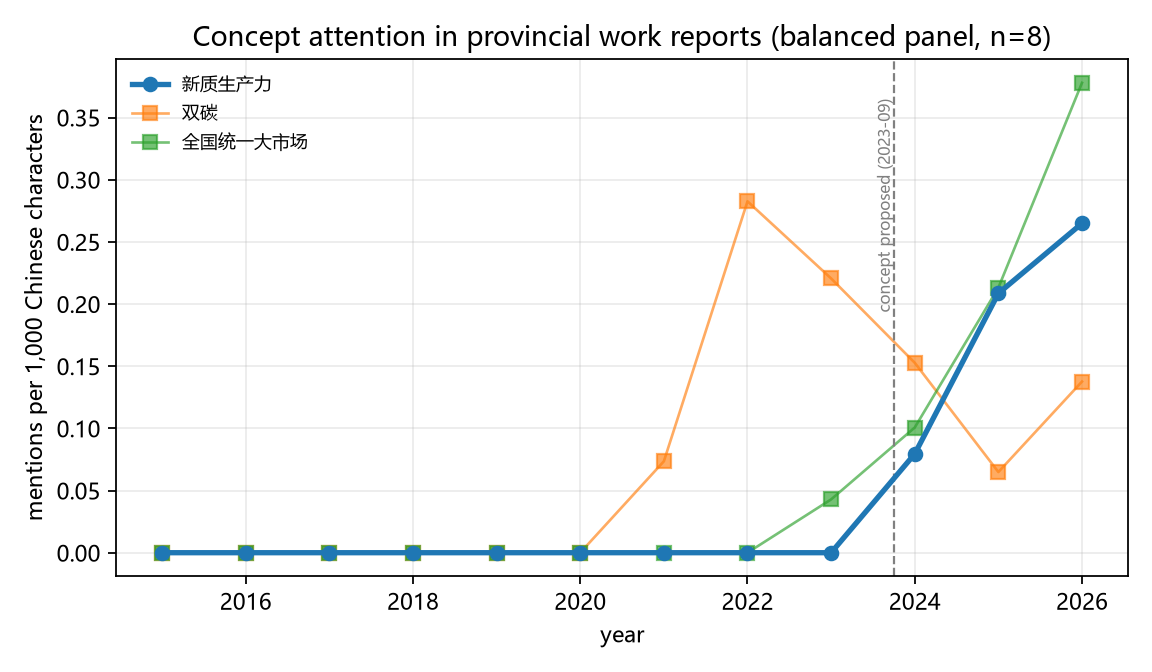 Concept attention in provincial work reports (balanced panel, n=8)
新质生产力
双碳
全国统一大市场
concept proposed (2023-09)
mentions per 1,000 Chinese characters
0.35
0.30
0.25
0.20
0.15
0.10
0.05
0.00
2016
2018
2020
2022
2024
2026
year